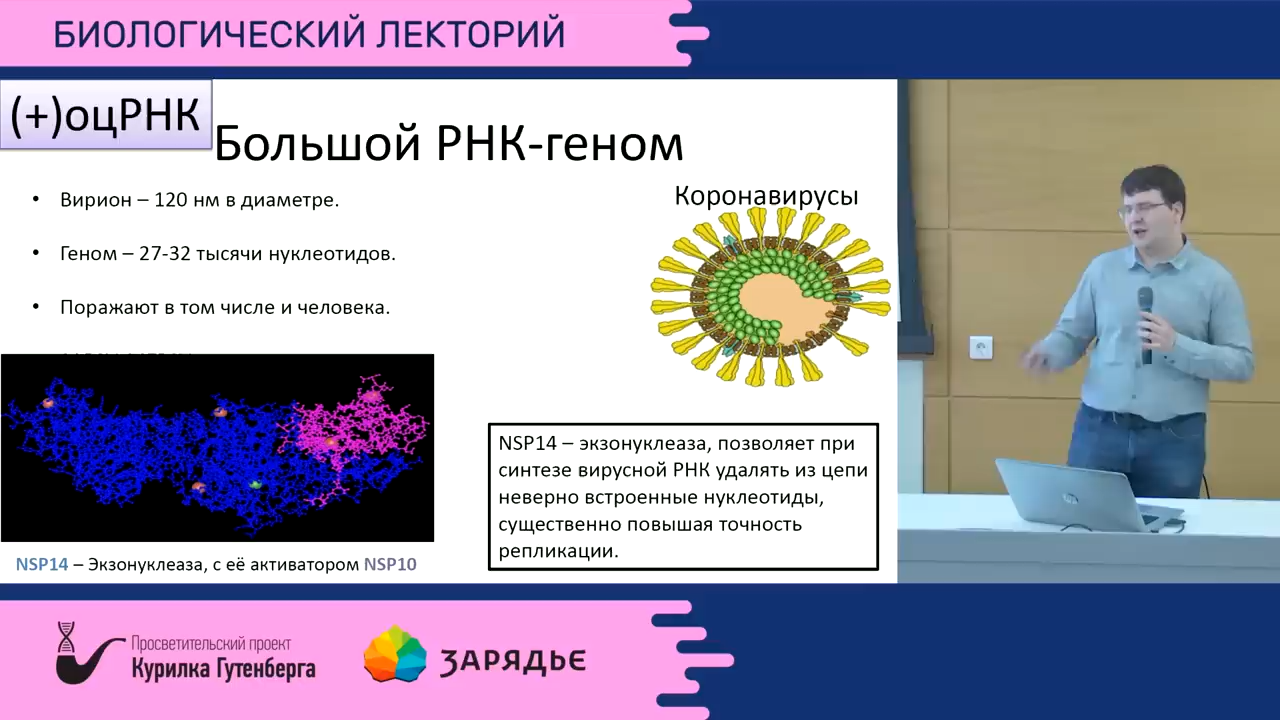 БИОЛОГИЧЕСКИЙ ЛЕКТОРИЙ
(+)оцРНК
Большой РНК-геном
• Вирион – 120 нм в диаметре.
• Геном – 27-32 тысячи нуклеотидов.
• Поражают в том числе и человека.
Коронавирусы
NSP14 – экзонуклеаза, позволяет при
синтезе вирусной РНК удалять из цепи
неверно встроенные нуклеотиды,
существенно повышая точность
репликации.
NSP14 – Экзонуклеаза, с её активатором NSP10
hp
Просветительский проект
Курилка Гутенберга
ЗАРЯДЬЕ